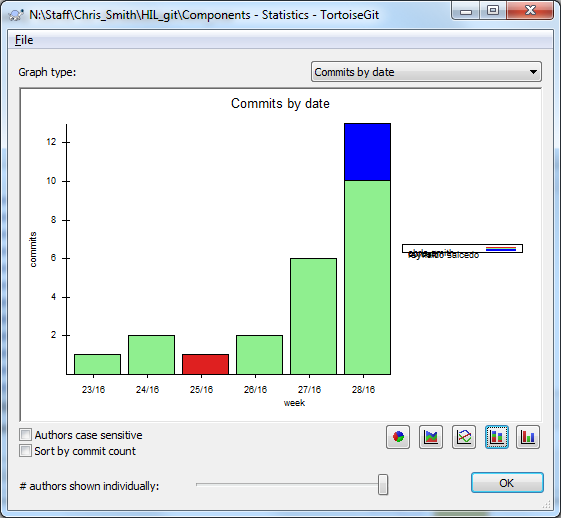 N:\Staff\Chris_Smith\HIL_git\Components - Statistics - TortoiseGit
File
Graph type:
Commits by date
Commits by date
12
10
8
6
4
2
commits
salcedo
23/16 24/16 25/16 26/16 27/16 28/16
week
Authors case sensitive
Sort by commit count
# authors shown individually:
OK